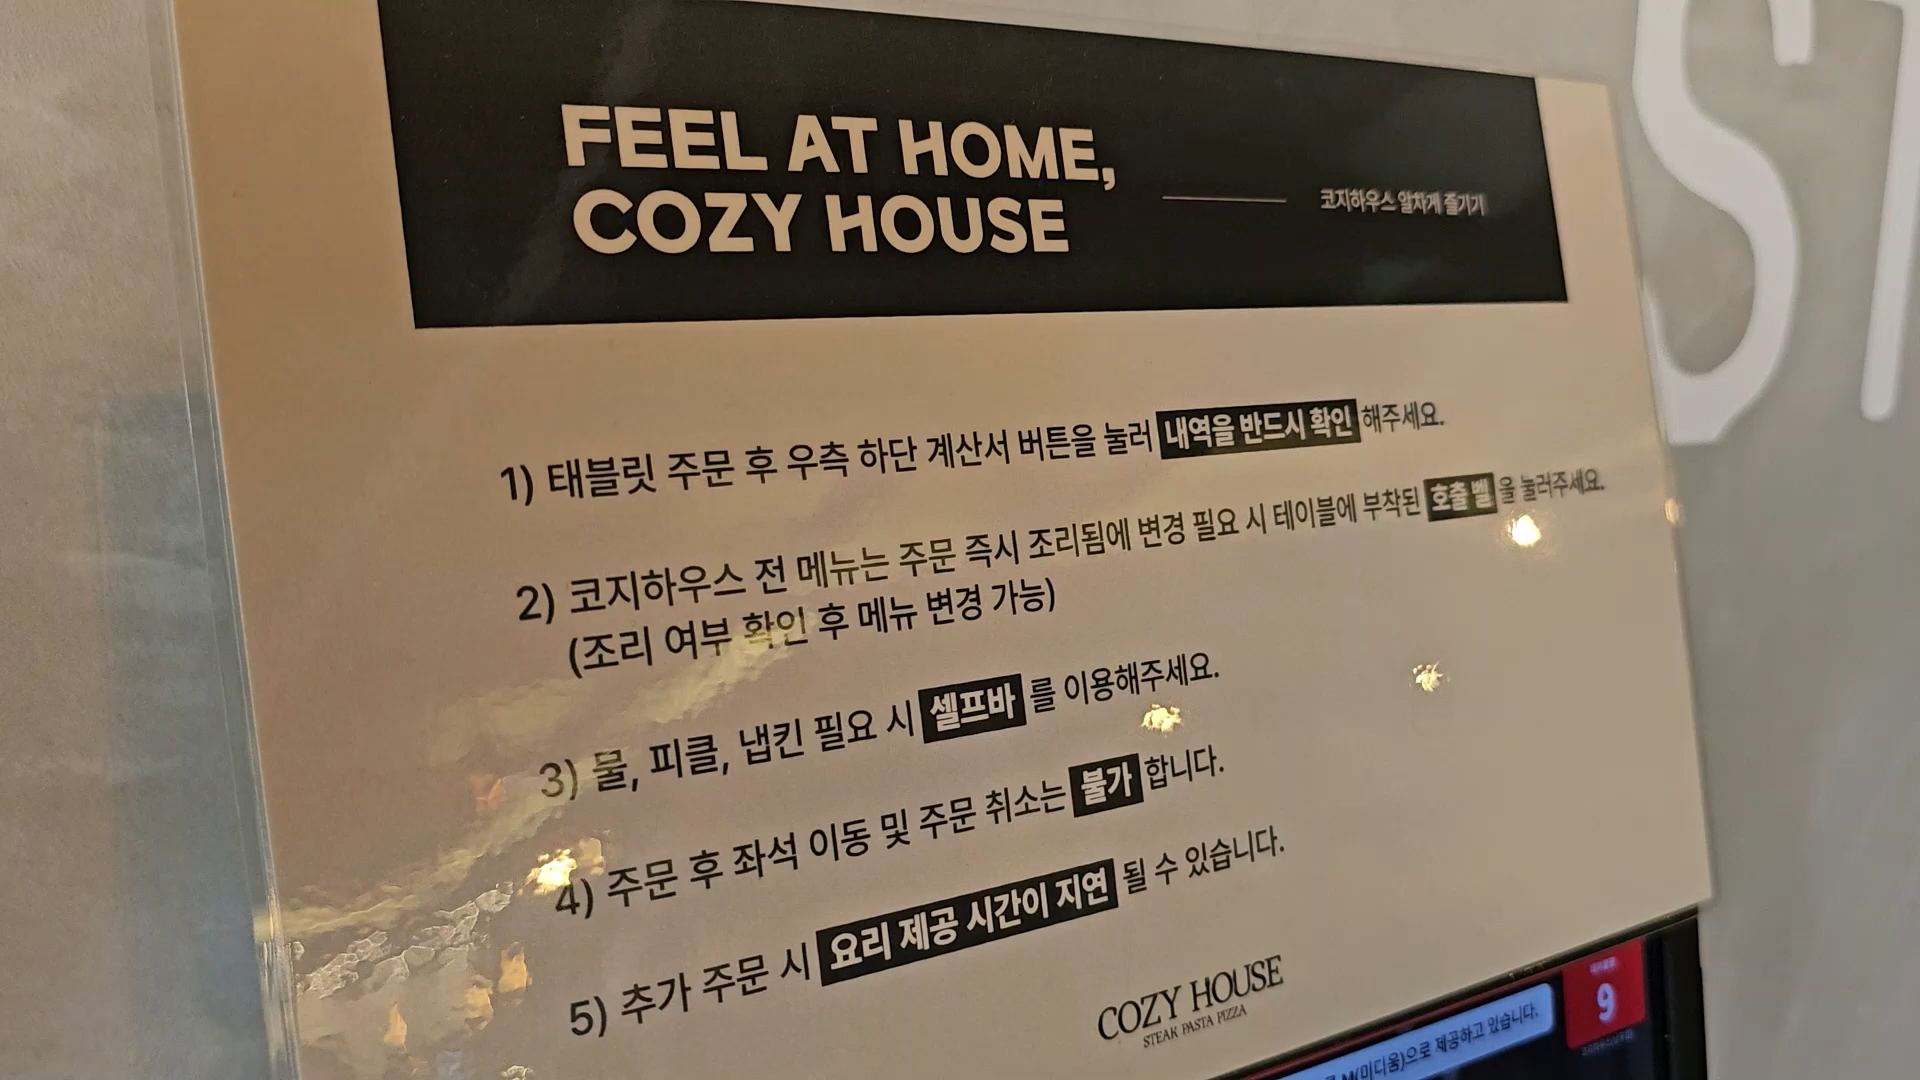 FEEL AT HOME,
COZY HOUSE
코지하우스 알차게 즐기기
1) 태블릿 주문 후 우측 하단 계산서 버튼을 눌러 내역을 반드시 확인 해주세요.
2) 코지하우스 전 메뉴는 주문 즉시 조리됨에 변경 필요 시 테이블에 부착된 호출 벨 을 눌러주세요.
(조리 여부 확인 후 메뉴 변경 가능)
3) 물, 피클, 냅킨 필요 시 셀프바 를 이용해주세요.
4) 주문 후 좌석 이동 및 주문 취소는 불가 합니다.
5) 추가 주문 시 요리 제공 시간이 지연 될 수 있습니다.
COZY HOUSE
STEAK PASTA PIZZA
M(미디움)으로 제공하고 있습니다.
9